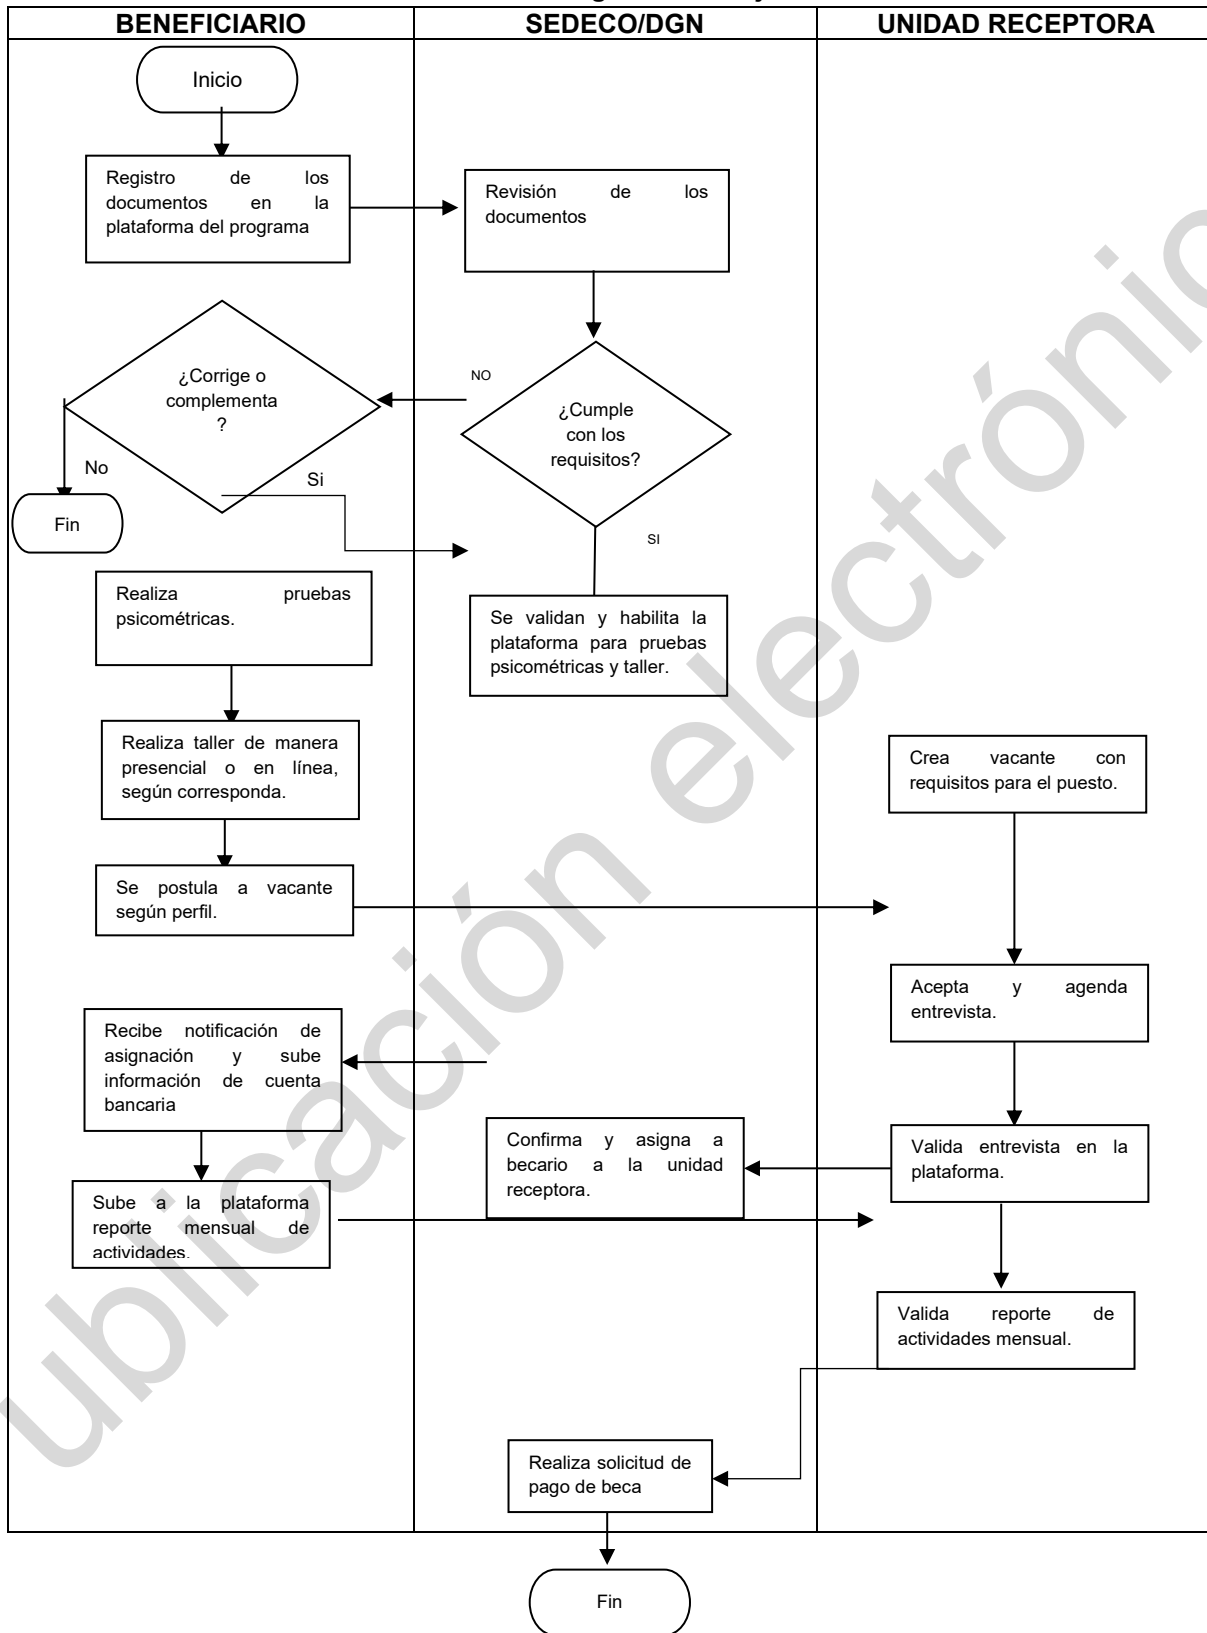 BENEFICIARIO
SEDECO/DGN
UNIDAD RECEPTORA
Inicio
Registro de los
documentos en la
plataforma del programa
Revisión de los
documentos
¿Corrige o
complementa
?
NO
¿Cumple
con los
requisitos?
No
Si
Fin
SI
Realiza pruebas
psicométricas.
Se validan y habilita la
plataforma para pruebas
psicométricas y taller.
Realiza taller de manera
presencial o en línea,
según corresponda.
Crea vacante con
requisitos para el puesto.
Se postula a vacante
según perfil.
Acepta y agenda
entrevista.
Recibe notificación de
asignación y sube
información de cuenta
bancaria
Confirma y asigna a
becario a la unidad
receptora.
Valida entrevista en la
plataforma.
Sube a la plataforma
reporte mensual de
actividades.
Valida reporte de
actividades mensual.
Realiza solicitud de
pago de beca
Fin
ublicación electrónic